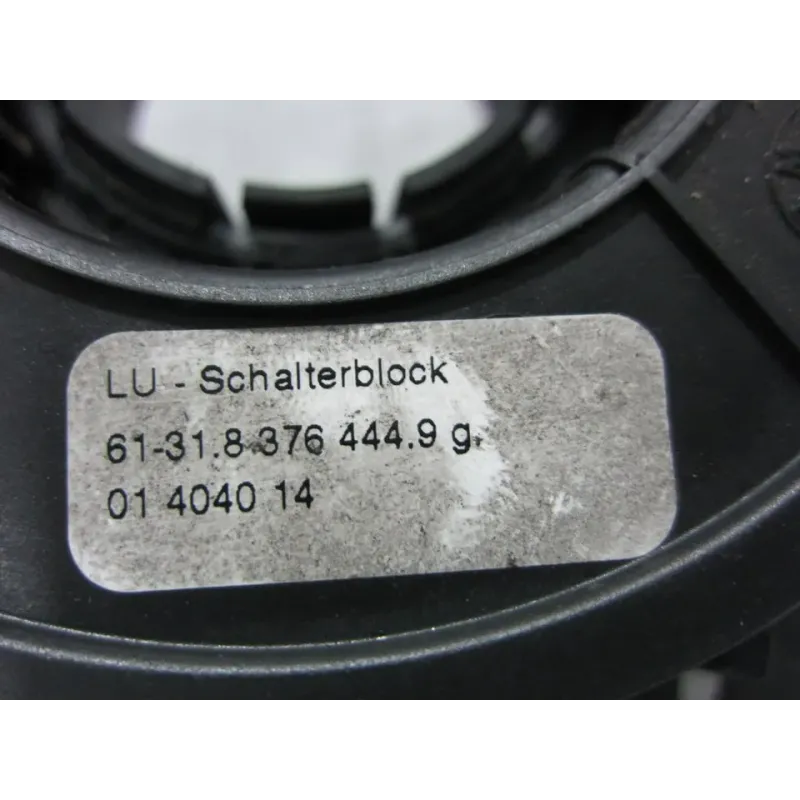 LU - Schalterblock
61-31.8 376 444.9 g.
01 4040 14